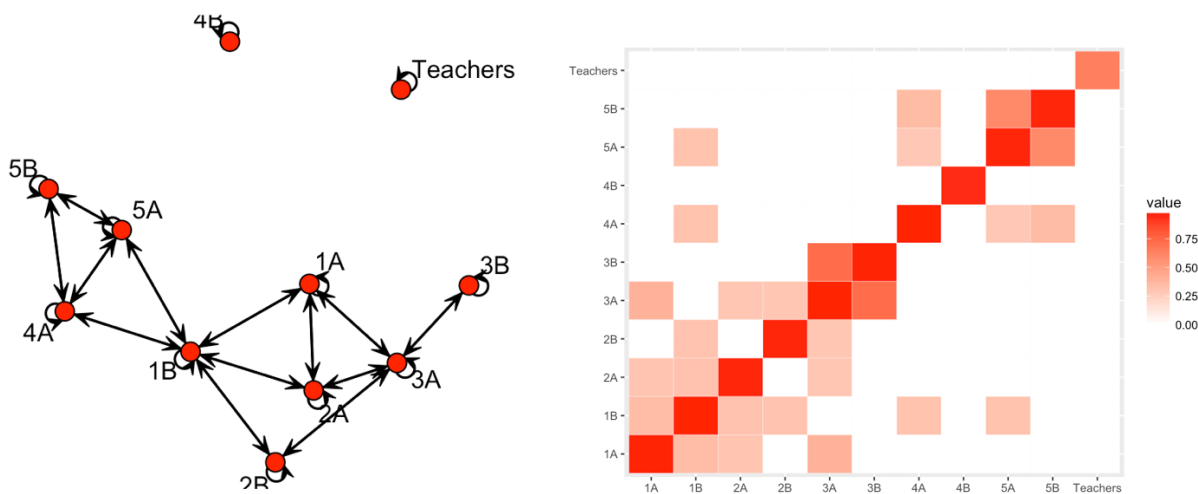 4B
Teachers
5B
5A
1A
3B
4A
1B
3A
2A
2B
Teachers
5B
5A
4B
4A
3B
3A
2B
2A
1B
1A
1A 1B 2A 2B 3A 3B 4A 4B 5A 5B Teachers
value
0.75
0.50
0.25
0.00